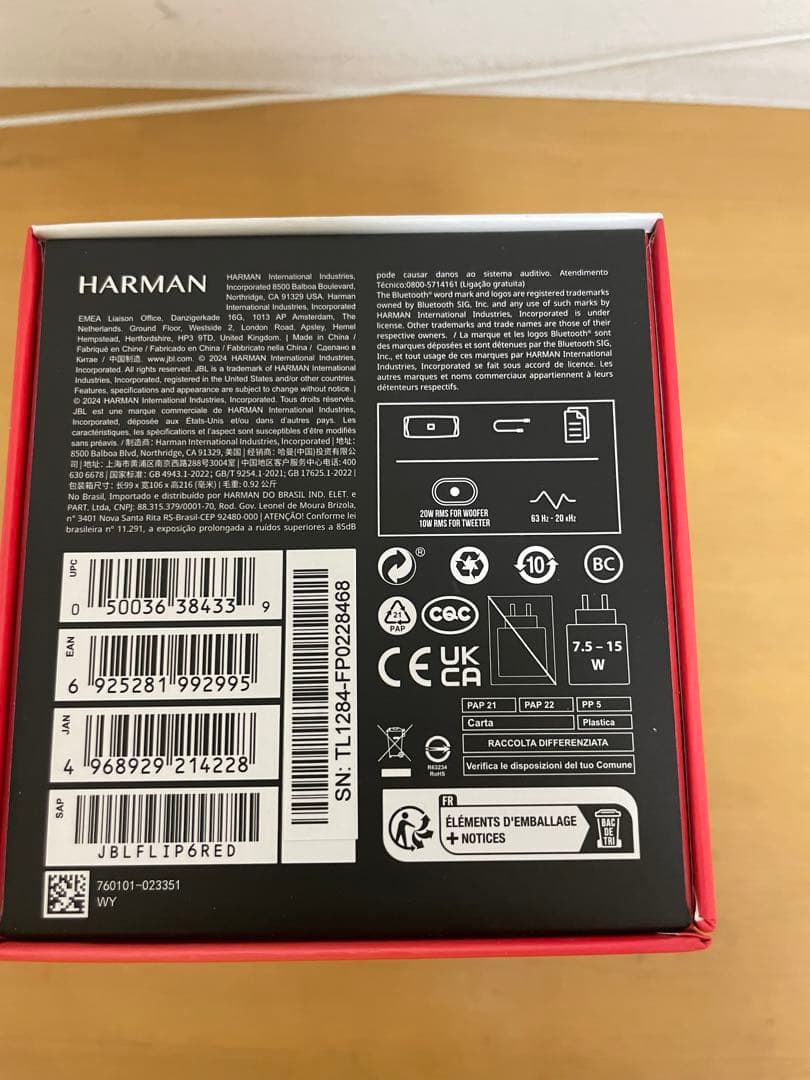 HARMAN
HARMAN International Industries,
Incorporated 8500 Balboa Boulevard,
Northridge, CA 91329 USA. Harman
International Industries, Incorporated
EMEA Liaison Office, Danzigerkade 16G, 1013 AP Amsterdam, The
Netherlands. Ground Floor, Westside 2, London Road, Apsley, Hemel
Hempstead, Hertfordshire, HP3 9TD, United Kingdom. | Made in China /
Fabriqué en Chine / Fabricado en China / Fabbricato nella China / Сделано в
Китае / 中国制造 www.jbl.com. © 2024 HARMAN International Industries,
Incorporated. All rights reserved. JBL is a trademark of HARMAN International
Industries, Incorporated, registered in the United States and/or other countries.
Features, specifications and appearance are subject to change without notice. |
© 2024 HARMAN International Industries, Incorporated. Tous droits réservés.
JBL est une marque commerciale de HARMAN International Industries,
Incorporated, déposée aux États-Unis et/ou dans d'autres pays. Les
caractéristiques, les spécifications et l'aspect sont susceptibles d'être modifiés
sans préavis. / 制造商: Harman International Industries, Incorporated | 地址:
8500 Balboa Blvd, Northridge, CA 91329, 美国 | 经销商: 哈曼(中国)投资有限公
司 | 地址: 上海市黄浦区南京西路288号3004室 | 中国地区客户服务中心电话: 400
630 6678 | 国家标准: GB 4943.1-2022; GB/T 9254.1-2021; GB 17625.1-2022 |
包装箱尺寸: 长99 x 宽106 x 高216 (毫米) | 毛重: 0.92 公斤
No Brasil, Importado e distribuído por HARMAN DO BRASIL IND. ELET. e
PART. Ltda, CNPJ: 88.315.379/0001-70, Rod. Gov. Leonel de Moura Brizola,
n° 3401 Nova Santa Rita RS-Brasil-CEP 92480-000 | ATENÇÃO! Conforme lei
brasileira n° 11.291, a exposição prolongada a ruídos superiores a 85dB
pode causar danos ao sistema auditivo. Atendimento
Técnico:0800-5714161 (Ligação gratuita)
The Bluetooth® word mark and logos are registered trademarks
owned by Bluetooth SIG, Inc. and any use of such marks by
HARMAN International Industries, Incorporated is under
license. Other trademarks and trade names are those of their
respective owners. / La marque et les logos Bluetooth® sont
des marques déposées et sont détenues par the Bluetooth SIG,
Inc., et tout usage de ces marques par HARMAN International
Industries, Incorporated se fait sous accord de licence. Les
autres marques et noms commerciaux appartiennent à leurs
détenteurs respectifs.
20W RMS FOR WOOFER
10W RMS FOR TWEETER
63 Hz - 20 kHz
®
10
BC
21
PAP
CQC
CE
UK
CA
7.5 – 15
W
PAP 21
PAP 22
PP 5
Carta
Plastica
RACCOLTA DIFFERENZIATA
Verifica le disposizioni del tuo Comune
R63234
RoHS
FR
ÉLÉMENTS D'EMBALLAGE
+ NOTICES
BAC
DE
TRI
UPC
0 50036 38433 9
EAN
6 925281 992995
JAN
4 968929 214228
SAP
JBLFLIP6RED
SN: TL1284-FP0228468
760101-023351
WY